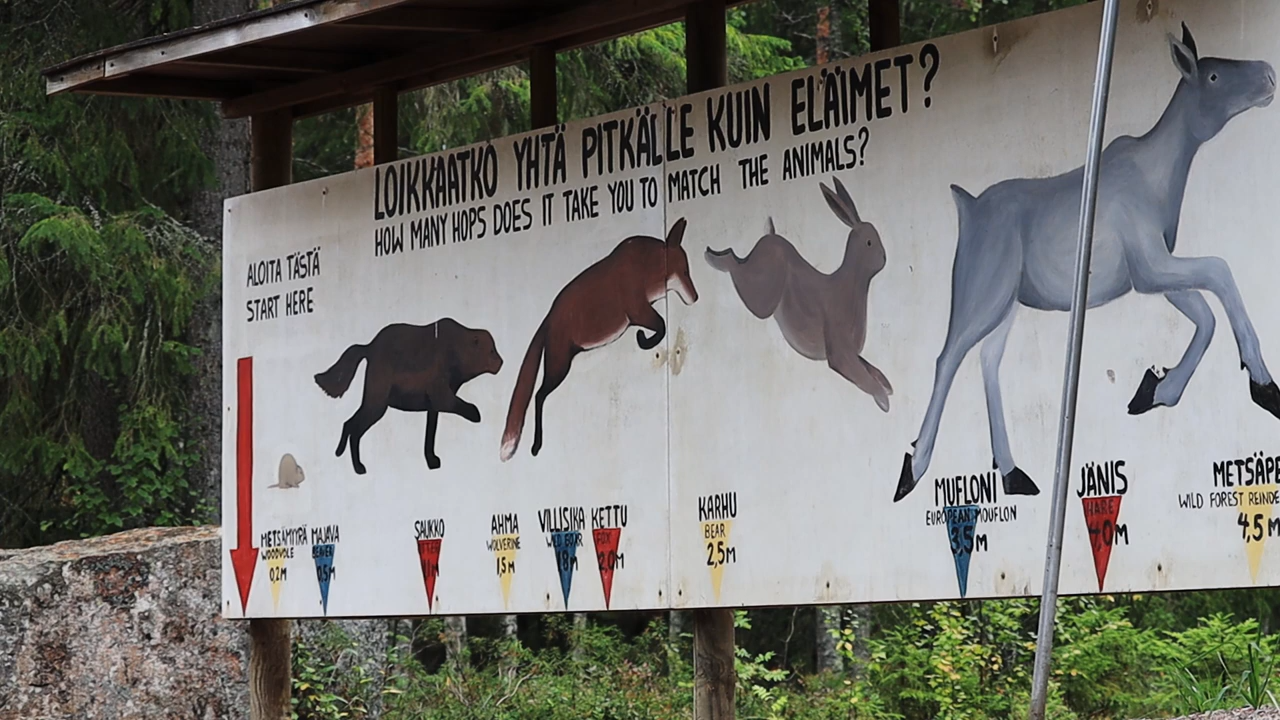 LOIKKAATKO YHTÄ PITKÄLLE KUIN ELÄIMET?
HOW MANY HOPS DOES IT TAKE YOU TO MATCH THE ANIMALS?
ALOITA TÄSTÄ
START HERE
METSÄMYYRÄ
WOODVOLE
0,2M
MAJAVA
BEAVER
0,5M
SAUKKO
OTTER
1M
AHMA
WOLVERINE
1,5M
VILLISIKA
WILD BOAR
1,8M
KETTU
FOX
2,0M
KARHU
BEAR
2,5M
MUFLONI
EUROPEAN MOUFLON
3,5M
JÄNIS
HARE
4,0M
METSÄPE
WILD FOREST REINDE
4,5M